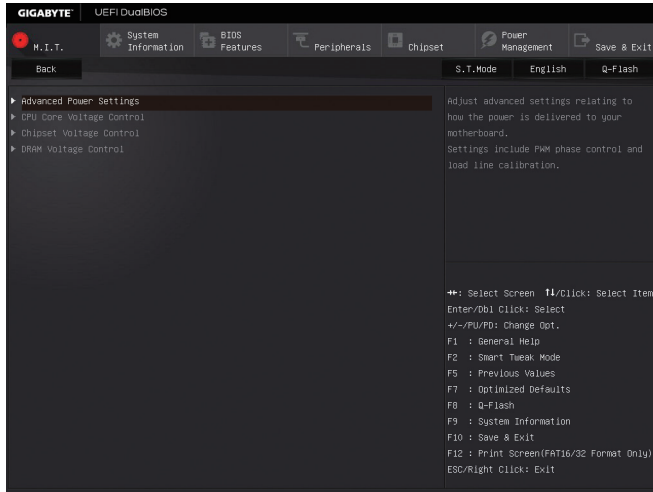 GIGABYTE™ UEFI DualBIOS
M.I.T.
System Information
BIOS Features
Peripherals
Chipset
Power Management
Save & Exit
Back
S.T.Mode English Q-Flash
Advanced Power Settings
CPU Core Voltage Control
Chipset Voltage Control
DRAM Voltage Control
Adjust advanced settings relating to
how the power is delivered to your
motherboard.
Settings include PWM phase control and
load line calibration.
→←: Select Screen ↑↓/Click: Select Item
Enter/Dbl Click: Select
+/-/PU/PD: Change Opt.
F1 : General Help
F2 : Smart Tweak Mode
F5 : Previous Values
F7 : Optimized Defaults
F8 : Q-Flash
F9 : System Information
F10 : Save & Exit
F12 : Print Screen(FAT16/32 Format Only)
ESC/Right Click: Exit